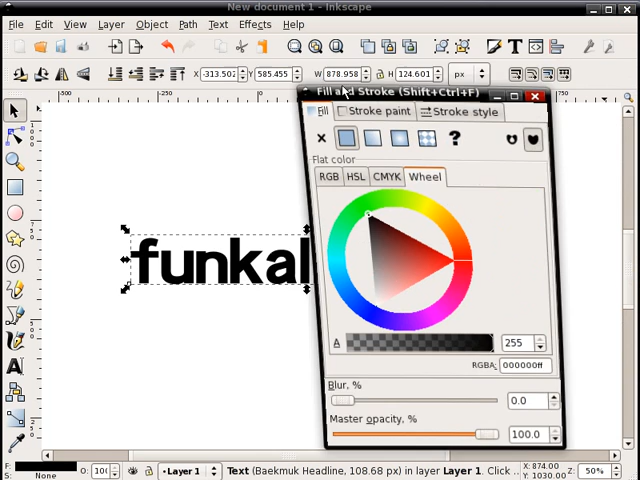 New document 1 - Inkscape
File Edit View Layer Object Path Text Effects Help
X -313.502 Y 585.455 W 878.958 H 124.601 px
Fill and Stroke (Shift+Ctrl+F)
Fill Stroke paint Stroke style
?
Flat color
RGB HSL CMYK Wheel
funkal
A 255
RGBA: 000000ff
Blur, %
0.0
Master opacity, %
100.0
F: S: None O: 100 Layer 1 Text (Baekmuk Headline, 108.68 px) in layer Layer 1. Click ... X: 874.00 Y: 1030.00 Z: 50%